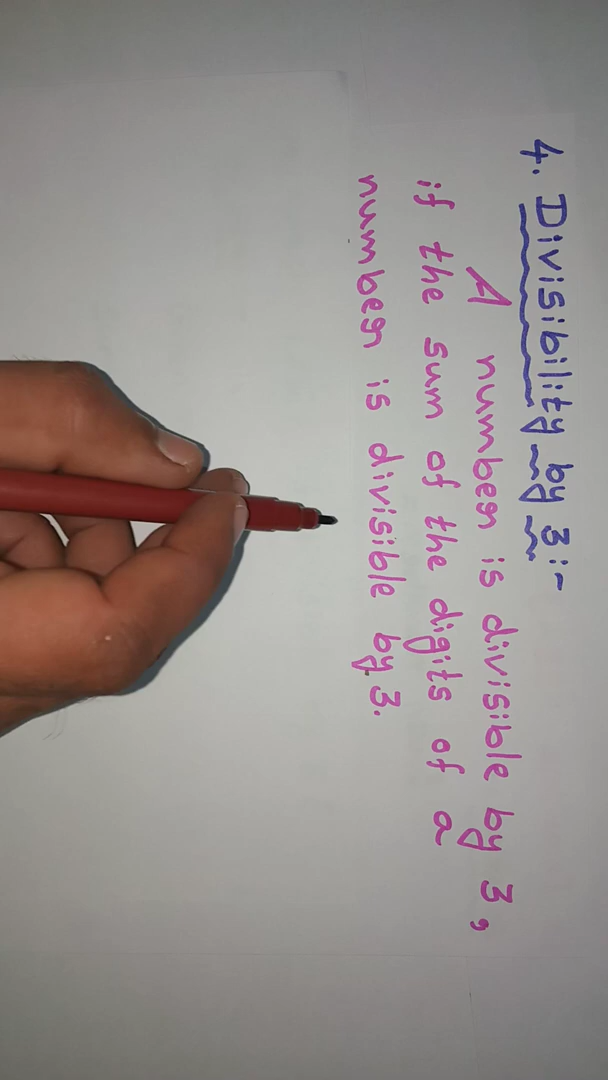 4. Divisibility by 3:-
A number is divisible by 3,
if the sum of the digits of a
number is divisible by 3.